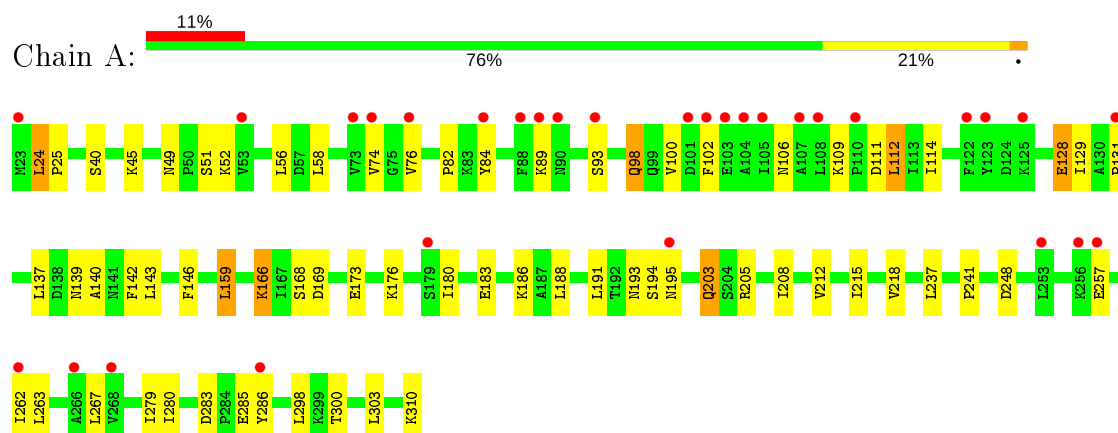 11%
Chain A:
76% 21% •
M23 L24 P25 S40 K45 N49 P50 S51 K52 V53 L56 D57 L58 V73 V74 G75 V76 P82 K83 Y84 F88 K89 N90 S93 Q98 Q99 V100 D101 F102 E103 A104 I105 N106 A107 L108 K109 P110 D111 L112 I113 I114 F122 Y123 D124 K125 E128 I129 A130
L137 D138 N139 A140 N141 F142 L143 F146 L159 K166 I167 S168 D169 E173 K176 S179 I180 E183 K186 A187 L188 L191 T192 N193 S194 N195 Q203 S204 R205 I208 V212 I215 V218 L237 P241 D248 L253 K256 E257
I262 L263 A266 L267 V268 I279 I280 D283 P284 E285 Y286 L298 K299 T300 L303 K310